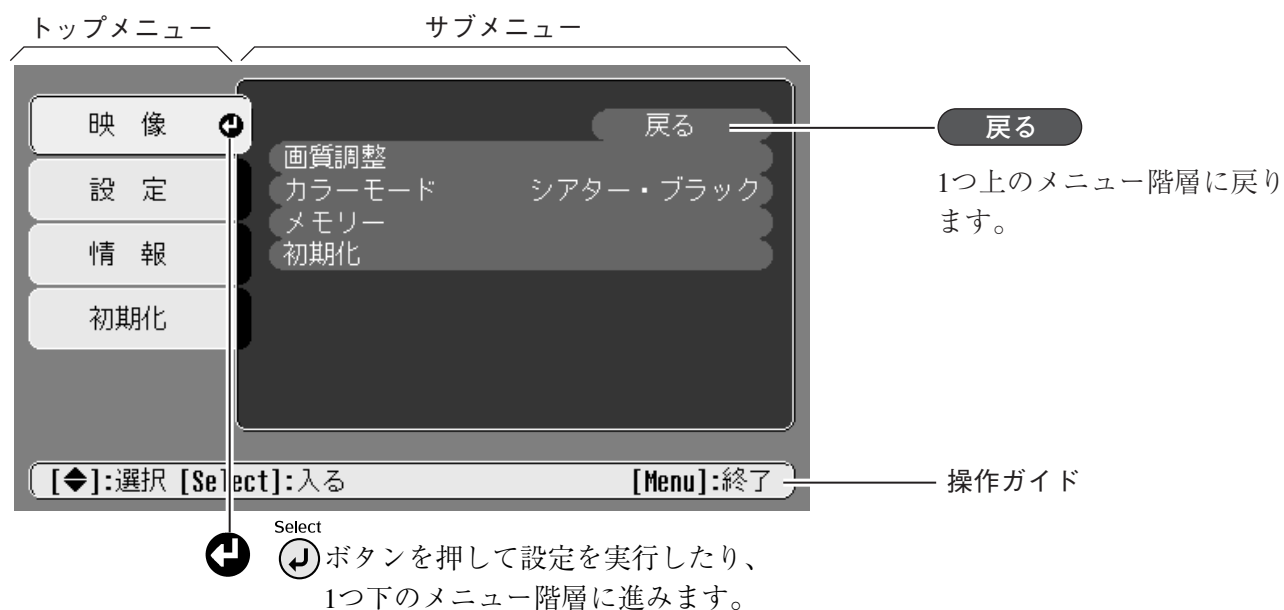 トップメニュー
サブメニュー
映 像
設 定
情 報
初期化
戻る
画質調整
カラーモード シアター・ブラック
メモリー
初期化
[◆]:選択 [Select]:入る [Menu]:終了
戻る
1つ上のメニュー階層に戻り
ます。
操作ガイド
Select
ボタンを押して設定を実行したり、
1つ下のメニュー階層に進みます。